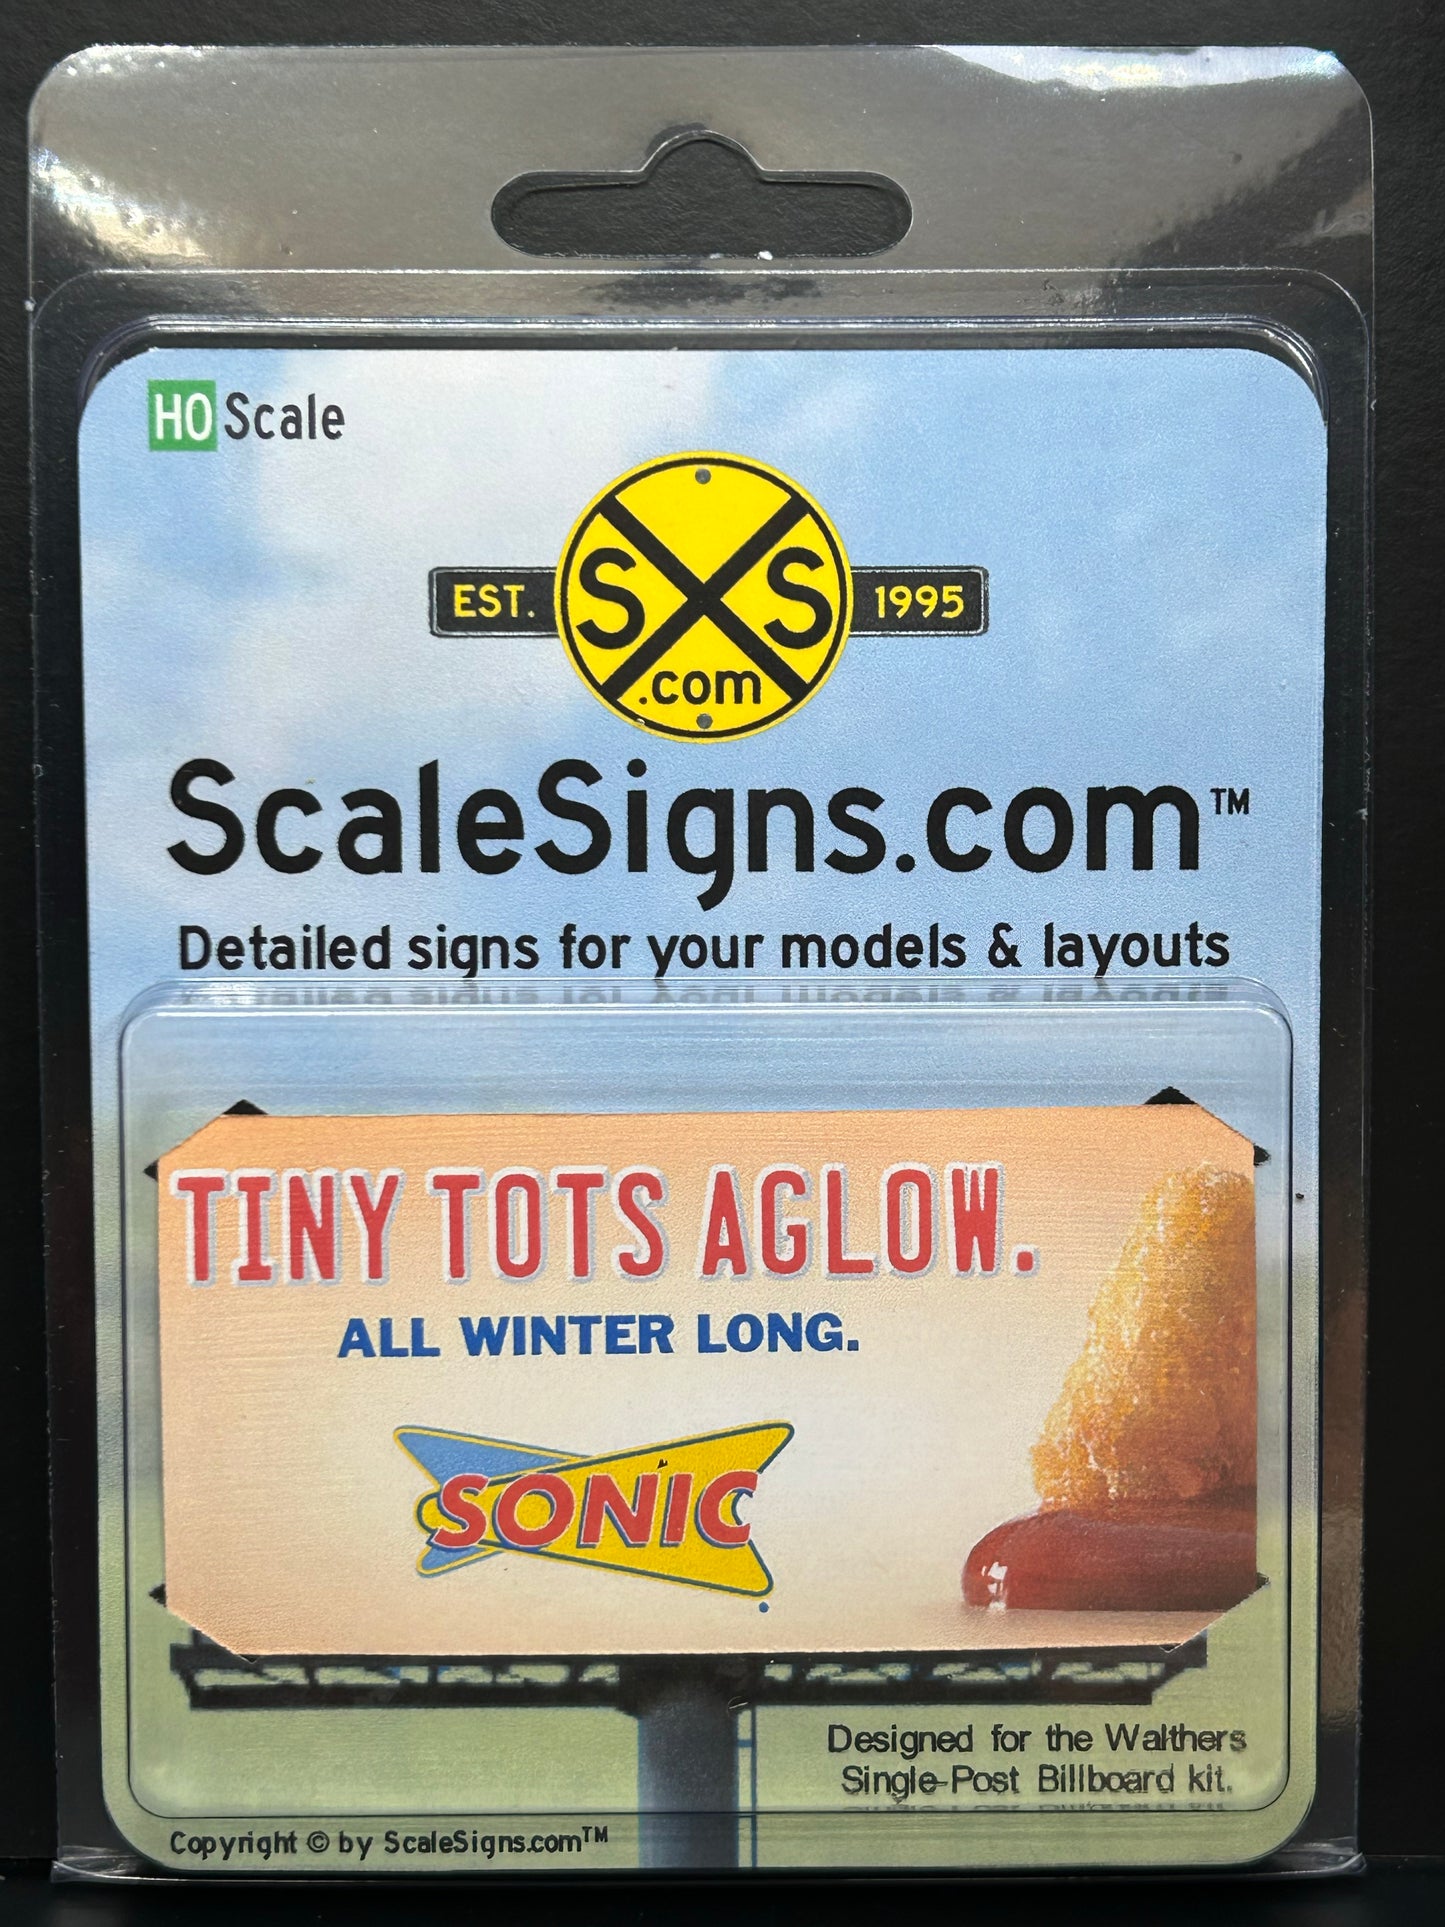 HO Scale
EST. SXS 1995
.com
ScaleSigns.com™
Detailed signs for your models & layouts
TINY TOTS AGLOW.
ALL WINTER LONG.
SONIC
Designed for the Walthers
Single-Post Billboard kit.
Copyright © by ScaleSigns.com™